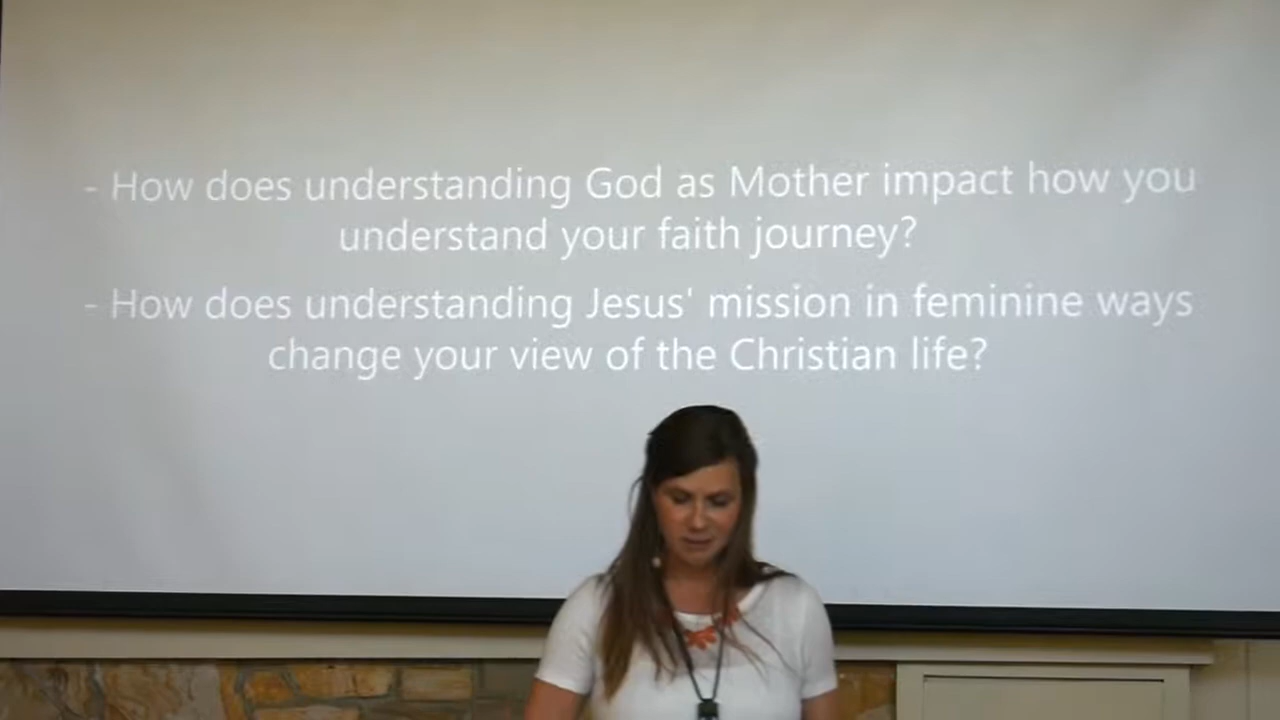 - How does understanding God as Mother impact how you
understand your faith journey?
- How does understanding Jesus' mission in feminine ways
change your view of the Christian life?